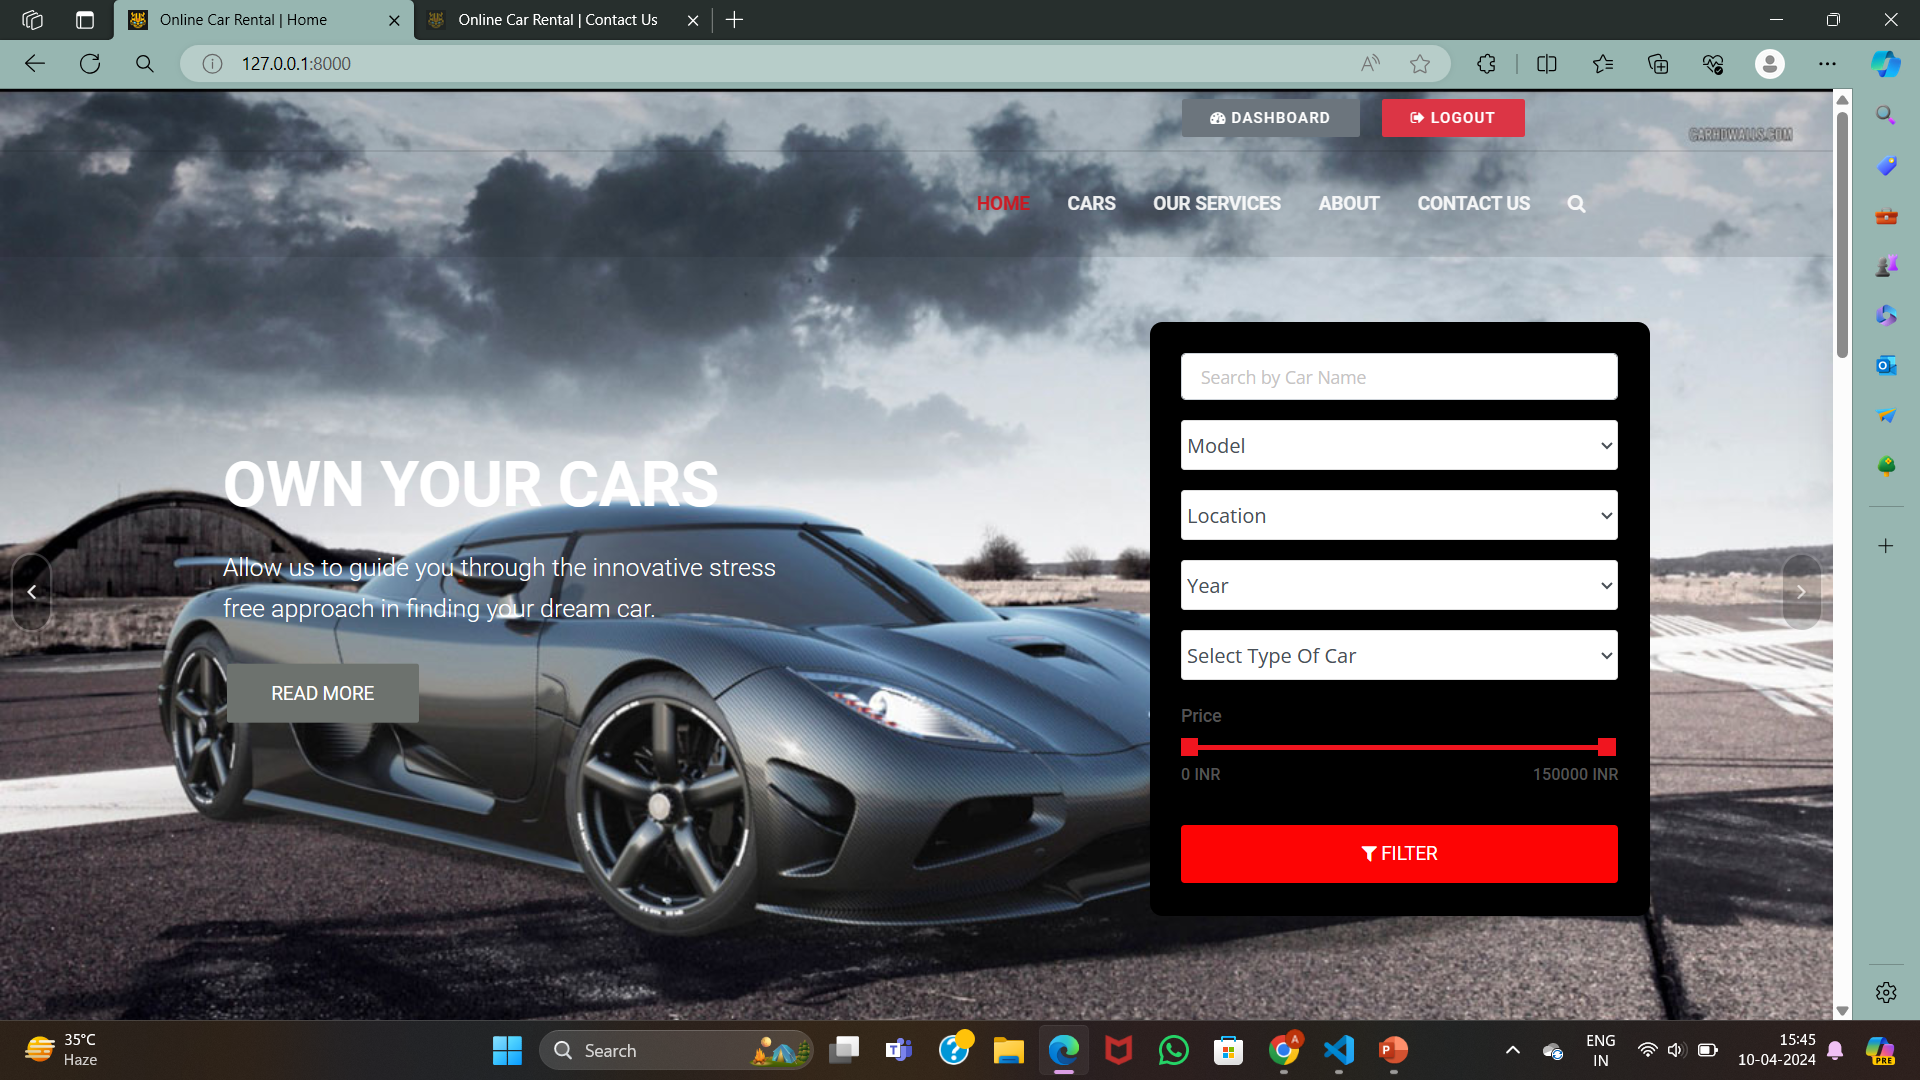 Online Car Rental | Home
Online Car Rental | Contact Us
127.0.0.1:8000
DASHBOARD
LOGOUT
CARHDWALLS.COM
HOME CARS OUR SERVICES ABOUT CONTACT US
Search by Car Name
Model
Location
OWN YOUR CARS
Allow us to guide you through the innovative stress
free approach in finding your dream car.
Year
Select Type Of Car
READ MORE
Price
0 INR 150000 INR
FILTER
35°C
Haze
Search
ENG
IN
15:45
10-04-2024
PRE